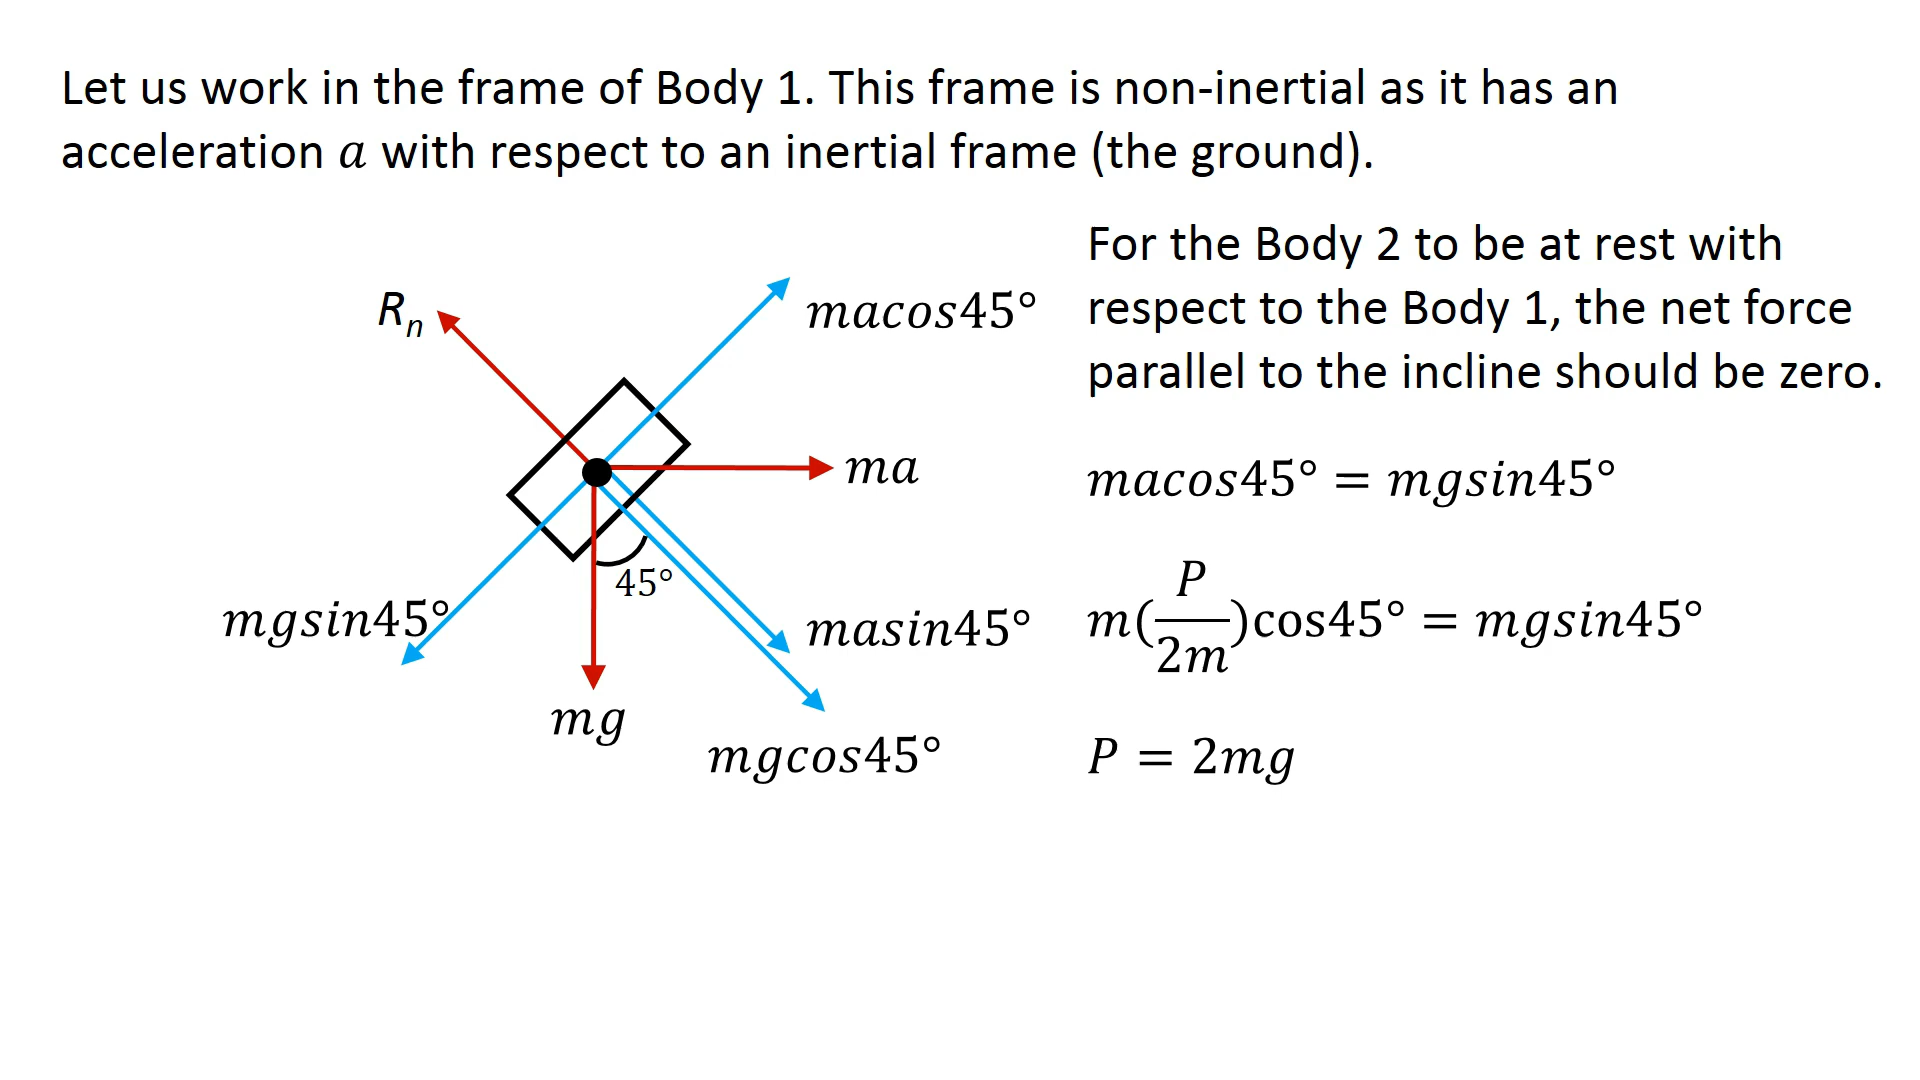 Let us work in the frame of Body 1. This frame is non-inertial as it has an
acceleration a with respect to an inertial frame (the ground).
For the Body 2 to be at rest with
respect to the Body 1, the net force
parallel to the incline should be zero.
Rₙ
macos45°
ma
mgsin45°
45°
masin45°
mg
mgcos45°
macos45° = mgsin45°
m(P/2m)cos45° = mgsin45°
P = 2mg